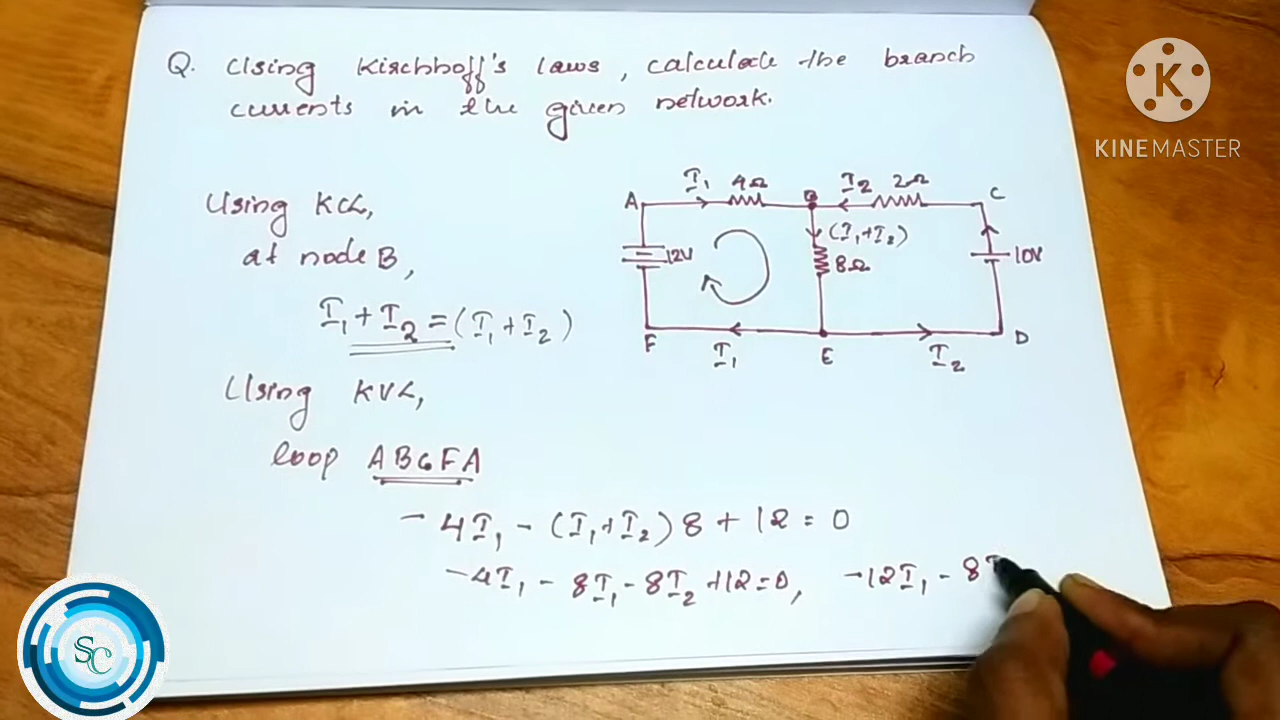 Q. Using Kirchhoff's laws, calculate the branch
currents in the given network.
K
KINEMASTER
Using KCL,
at node B,
I₁ + I₂ = (I₁ + I₂)
Using KVL,
loop ABGFA
- 4I₁ - (I₁ + I₂) 8 + 12 = 0
- 4I₁ - 8I₁ - 8I₂ + 12 = 0, -12I₁ - 8I
A I₁ 4Ω B I₂ 2Ω C
(I₁+I₂)
12V 8Ω 10V
F I₁ E I₂ D
SC